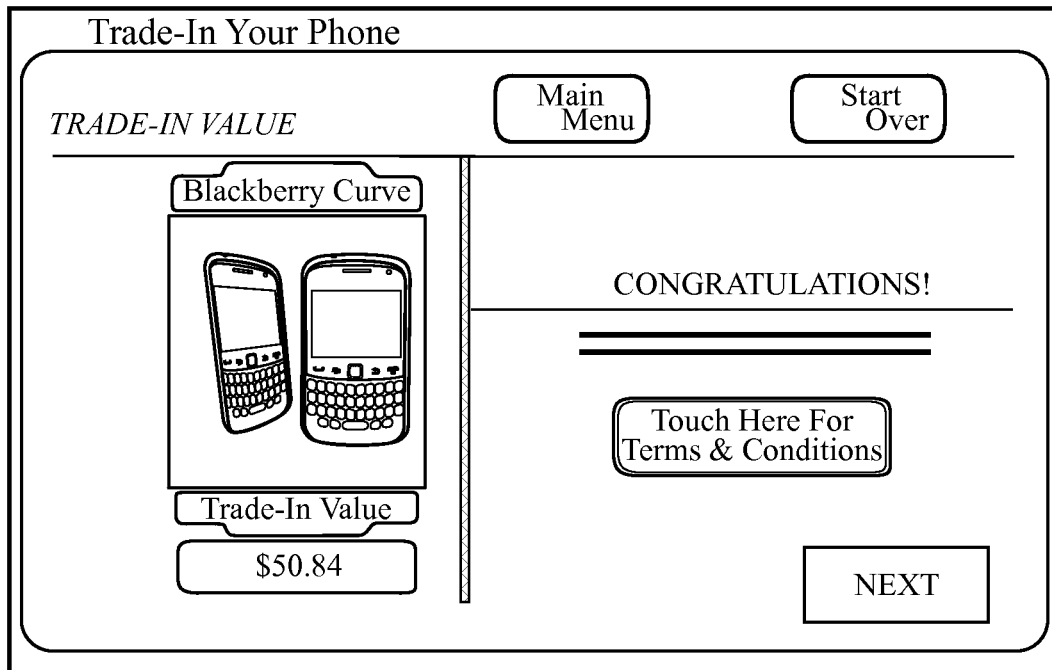 Trade-In Your Phone
TRADE-IN VALUE
Main
Menu
Start
Over
Blackberry Curve
Trade-In Value
$50.84
CONGRATULATIONS!
Touch Here For
Terms & Conditions
NEXT